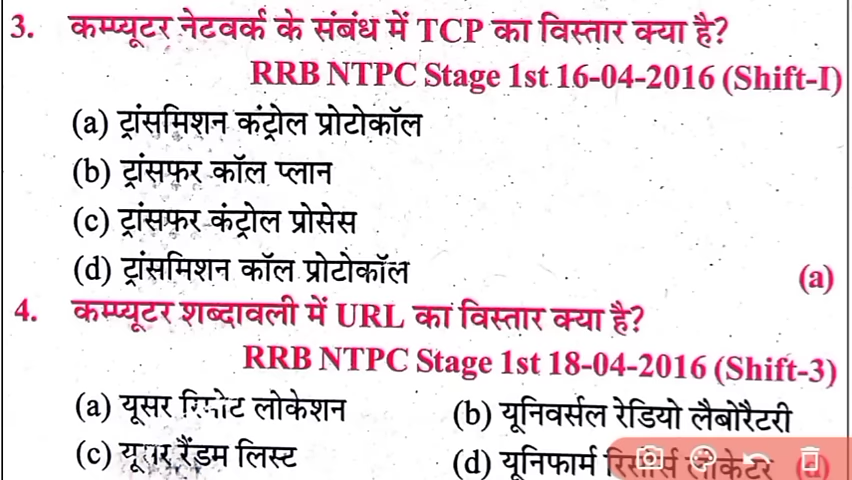 3. कम्प्यूटर नेटवर्क के संबंध में TCP का विस्तार क्या है?
RRB NTPC Stage 1st 16-04-2016 (Shift-I)
(a) ट्रांसमिशन कंट्रोल प्रोटोकॉल
(b) ट्रांसफर कॉल प्लान
(c) ट्रांसफर कंट्रोल प्रोसेस
(d) ट्रांसमिशन कॉल प्रोटोकॉल (a)
4. कम्प्यूटर शब्दावली में URL का विस्तार क्या है?
RRB NTPC Stage 1st 18-04-2016 (Shift-3)
(a) यूसर रिमोट लोकेशन (b) यूनिवर्सल रेडियो लैबोरैटरी
(c) यूसर रैंडम लिस्ट (d) यूनिफार्म